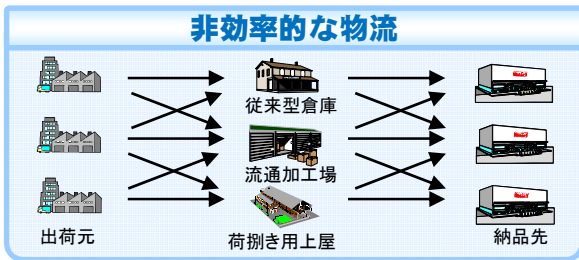 非効率的な物流
従来型倉庫
流通加工場
出荷元
荷捌き用上屋
納品先